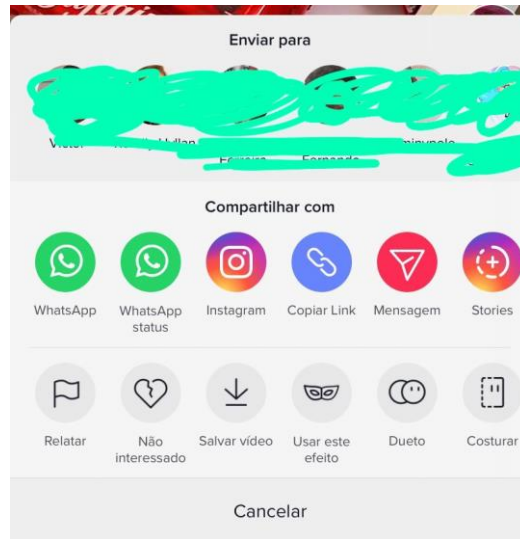 Enviar para
Compartilhar com
WhatsApp
WhatsApp
status
Instagram
Copiar Link
Mensagem
Stories
Relatar
Não
interessado
Salvar vídeo
Usar este
efeito
Dueto
Costurar
Cancelar